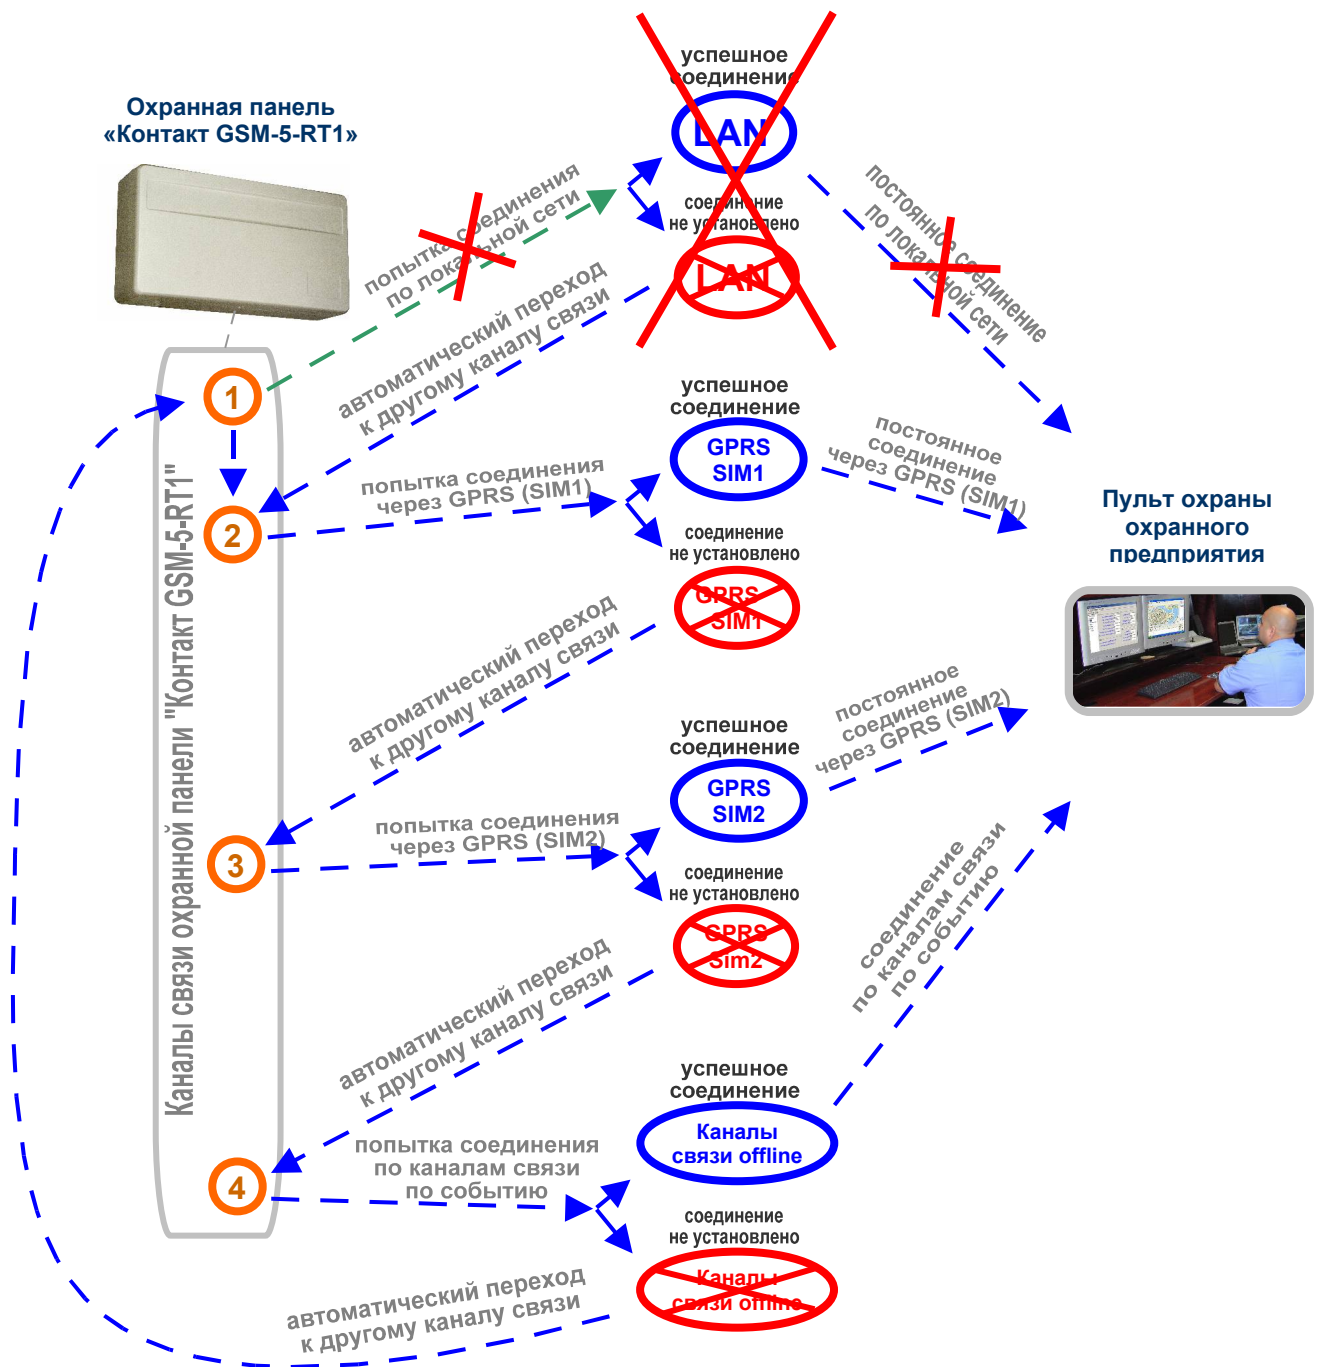 Охранная панель
«Контакт GSM-5-RT1»
успешное
соединение
LAN
соединение
не установлено
LAN
попытка соединения
по локальной сети
постоянное соединение
по локальной сети
автоматический переход
к другому каналу связи
Каналы связи охранной панели "Контакт GSM-5-RT1"
1
2
3
4
попытка соединения
через GPRS (SIM1)
успешное
соединение
GPRS
SIM1
соединение
не установлено
GPRS
SIM1
постоянное
соединение
через GPRS (SIM1)
Пульт охраны
охранного
предприятия
автоматический переход
к другому каналу связи
попытка соединения
через GPRS (SIM2)
успешное
соединение
GPRS
SIM2
соединение
не установлено
GPRS
Sim2
постоянное
соединение
через GPRS (SIM2)
автоматический переход
к другому каналу связи
попытка соединения
по каналам связи
по событию
успешное
соединение
Каналы
связи offline
соединение
не установлено
Каналы
связи offline
соединение
по каналам связи
по событию
автоматический переход
к другому каналу связи